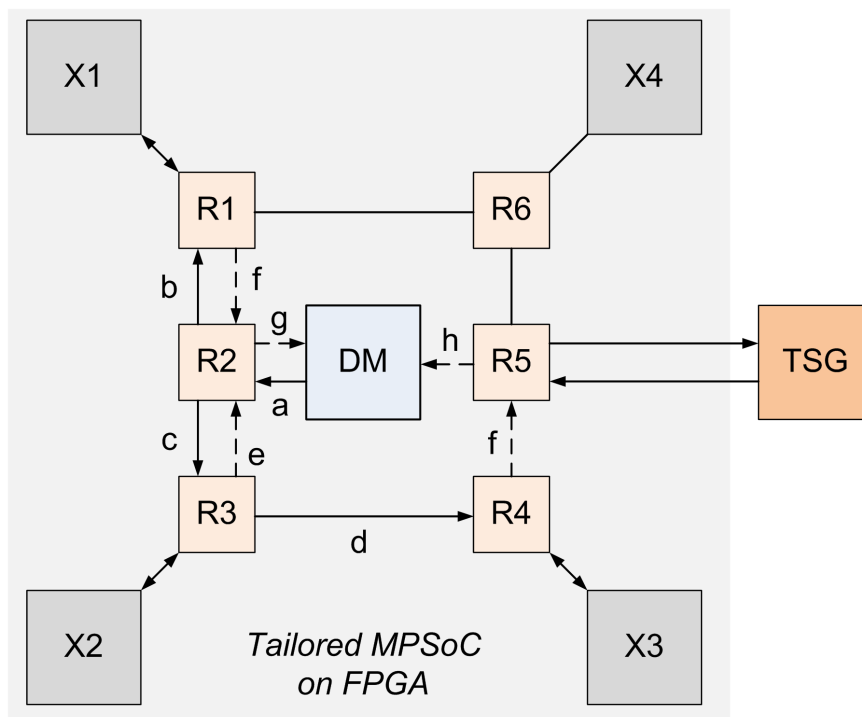 X1
X4
R1
R6
b
f
g
h
R2
DM
R5
TSG
a
c
e
f
R3
R4
d
X2
Tailored MPSoC
on FPGA
X3